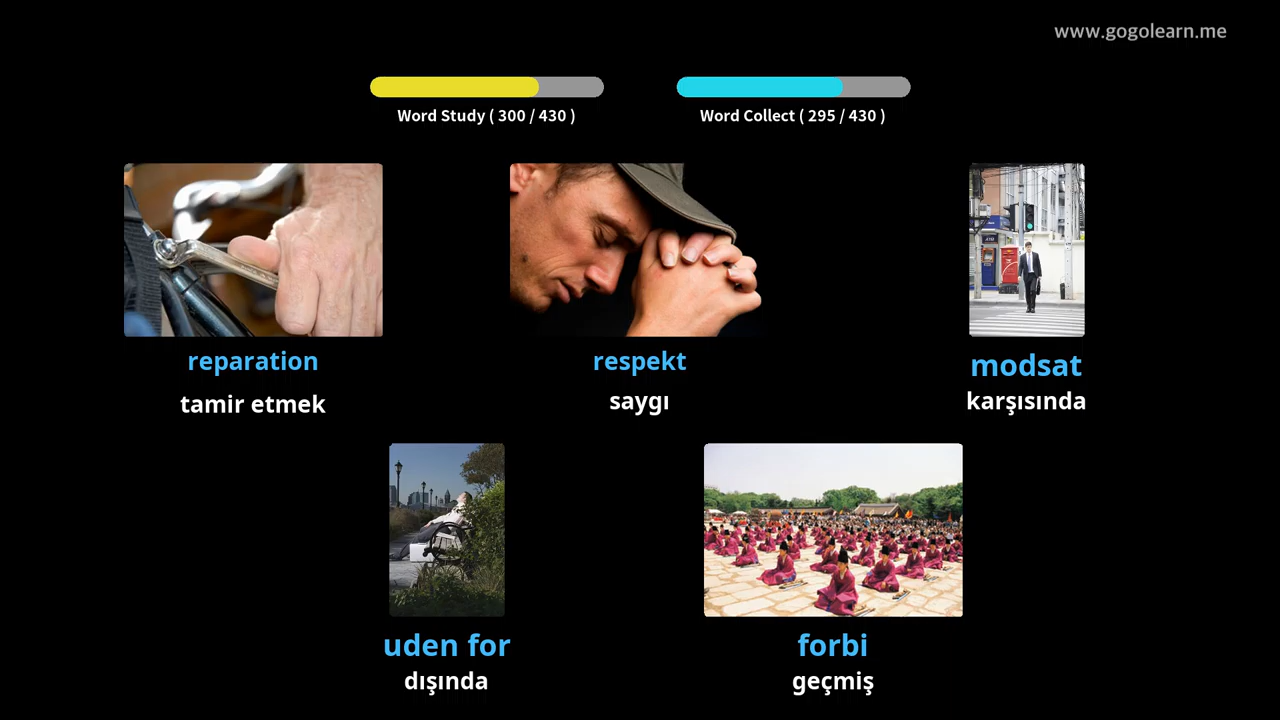 www.gogolearn.me
Word Study ( 300 / 430 )
Word Collect ( 295 / 430 )
reparation
tamir etmek
respekt
saygı
modsat
karşısında
uden for
dışında
forbi
geçmiş